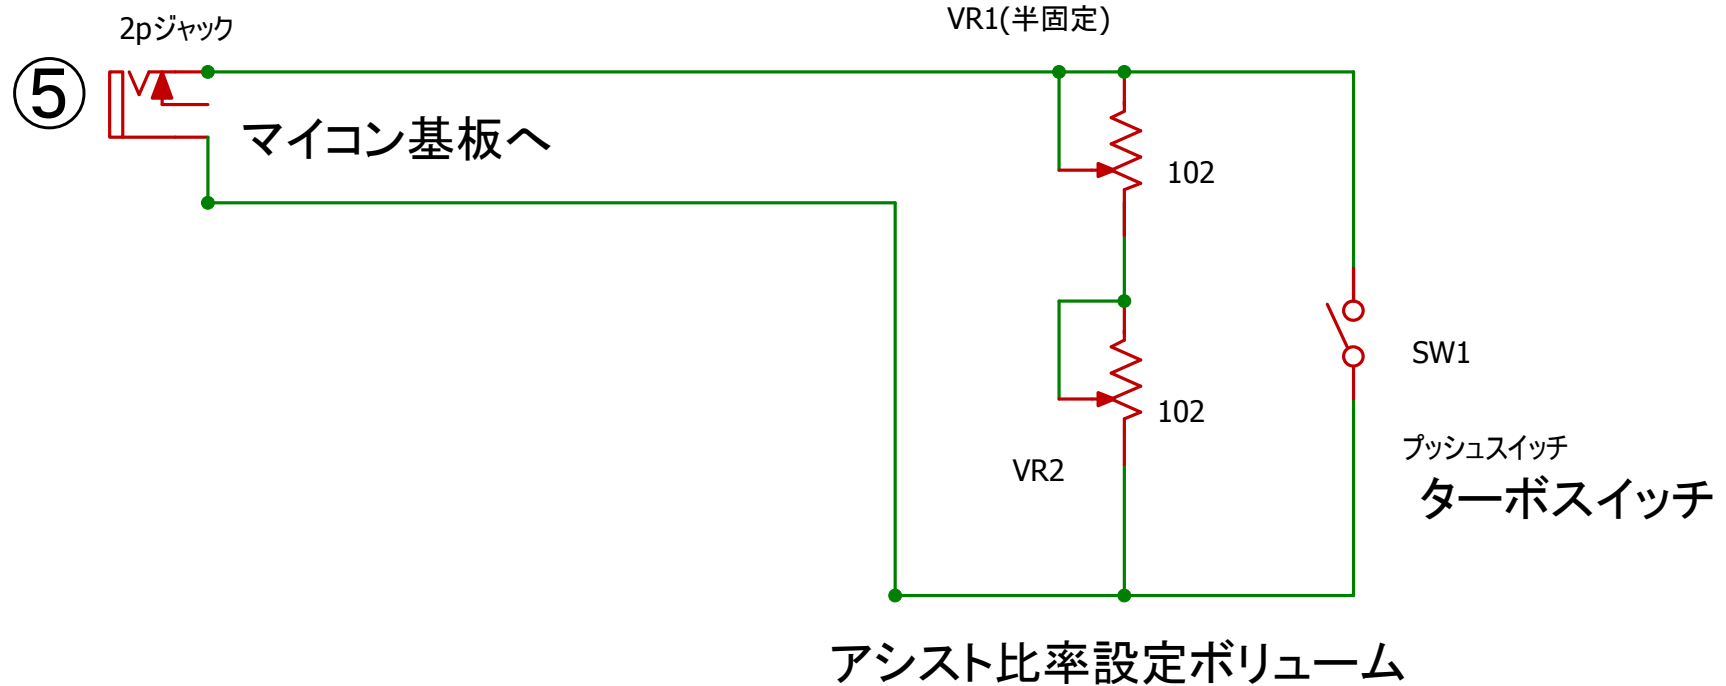 2pジャック
VR1(半固定)
⑤
マイコン基板へ
102
SW1
102
プッシュスイッチ
VR2
ターボスイッチ
アシスト比率設定ボリューム